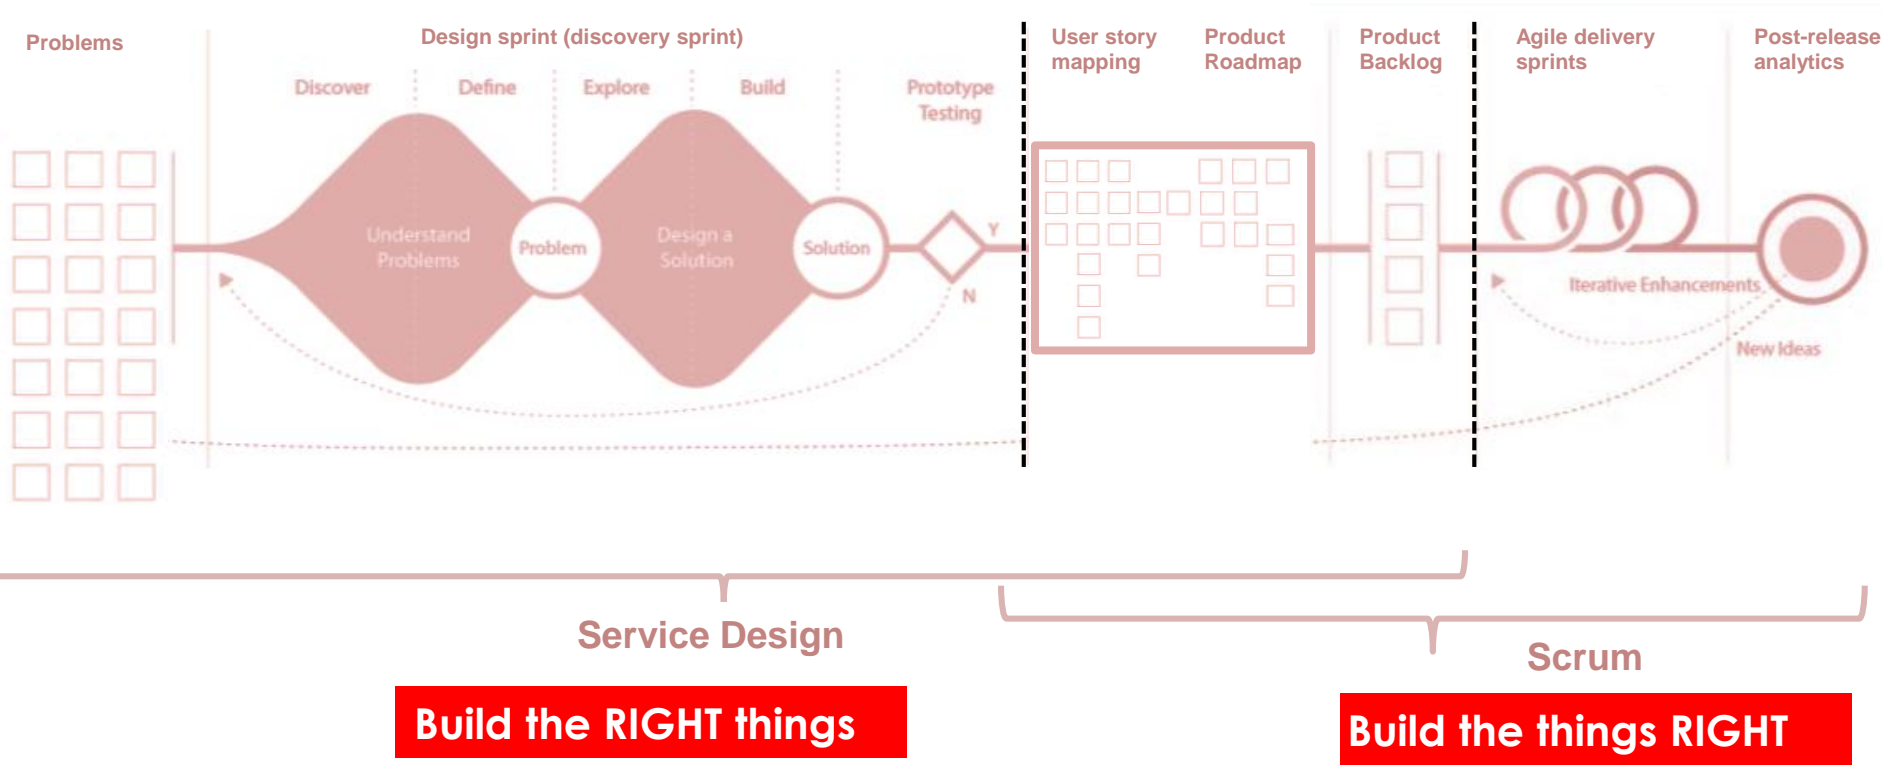 Problems
Design sprint (discovery sprint)
User story
mapping
Product
Roadmap
Product
Backlog
Agile delivery
sprints
Post-release
analytics
Discover
Define
Explore
Build
Prototype
Testing
Understand
Problems
Problem
Design a
Solution
Solution
Y
N
Iterative Enhancements
New Ideas
Service Design
Scrum
Build the RIGHT things
Build the things RIGHT